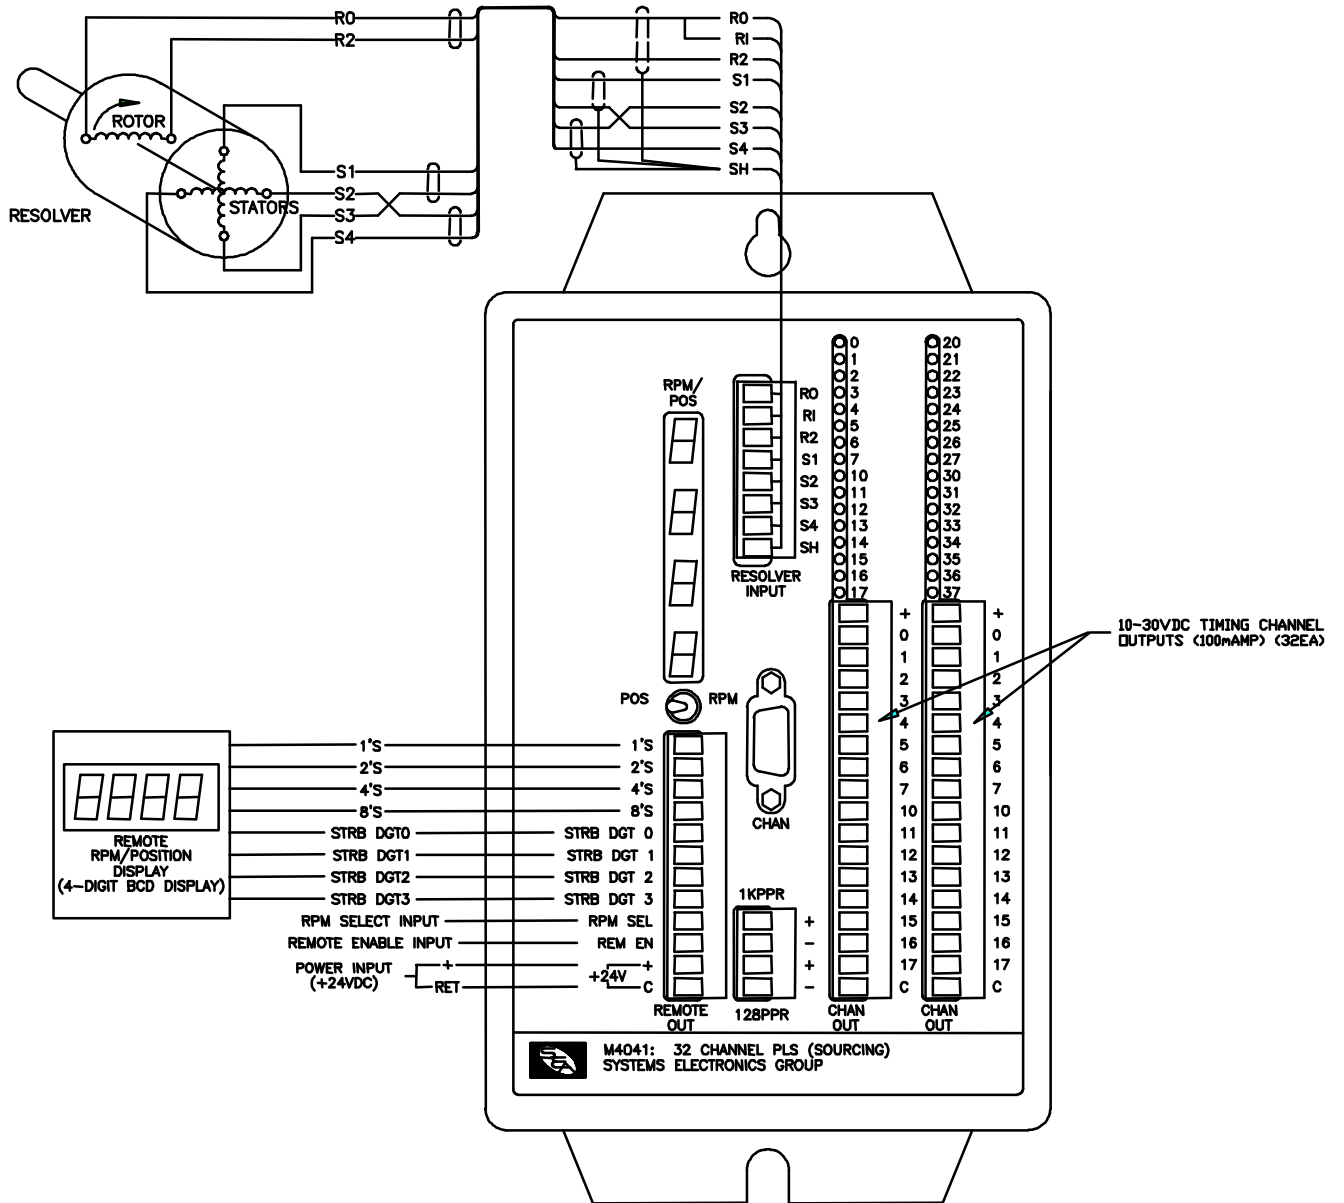 R0
R2
ROTOR
S1
S2
STATORS
S3
S4
RESOLVER
R0
R1
R2
S1
S2
S3
S4
SH
RPM/
POS
POS
RPM
R0
R1
R2
S1
S2
S3
S4
SH
RESOLVER
INPUT
0
1
2
3
4
5
6
7
10
11
12
13
14
15
16
17
20
21
22
23
24
25
26
27
30
31
32
33
34
35
36
37
+
0
1
2
3
4
5
6
7
10
11
12
13
14
15
16
17
C
CHAN
OUT
+
0
1
2
3
4
5
6
7
10
11
12
13
14
15
16
17
C
CHAN
OUT
10-30VDC TIMING CHANNEL
OUTPUTS (100mAMP) (32EA)
CHAN
1KPPR
+
-
+
-
128PPR
REMOTE
RPM/POSITION
DISPLAY
(4-DIGIT BCD DISPLAY)
1'S 1'S
2'S 2'S
4'S 4'S
8'S 8'S
STRB DGT0 STRB DGT 0
STRB DGT1 STRB DGT 1
STRB DGT2 STRB DGT 2
STRB DGT3 STRB DGT 3
RPM SELECT INPUT RPM SEL
REMOTE ENABLE INPUT REM EN
POWER INPUT
(+24VDC)
+
RET
+24V
+
C
REMOTE
OUT
SEG
M4041: 32 CHANNEL PLS (SOURCING)
SYSTEMS ELECTRONICS GROUP